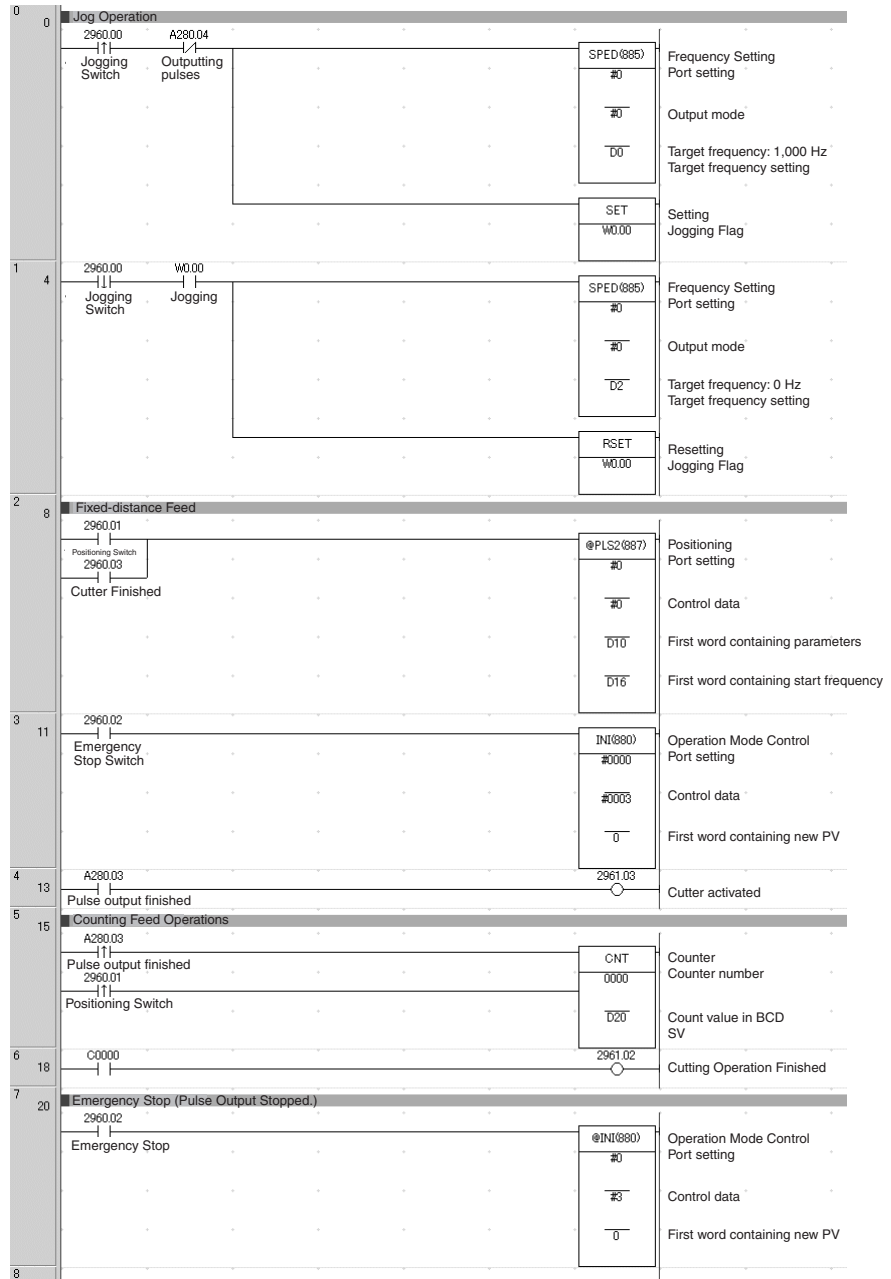 0
0
Jog Operation
2960.00
A280.04
Jogging
Switch
Outputting
pulses
SPED(885)
#0
#0
D0
Frequency Setting
Port setting
Output mode
Target frequency: 1,000 Hz
Target frequency setting
SET
W0.00
Setting
Jogging Flag
1
4
2960.00
W0.00
Jogging
Switch
Jogging
SPED(885)
#0
#0
D2
Frequency Setting
Port setting
Output mode
Target frequency: 0 Hz
Target frequency setting
RSET
W0.00
Resetting
Jogging Flag
2
8
Fixed-distance Feed
2960.01
Positioning Switch
2960.03
Cutter Finished
@PLS2(887)
#0
#0
D10
D16
Positioning
Port setting
Control data
First word containing parameters
First word containing start frequency
3
11
2960.02
Emergency
Stop Switch
INI(880)
#0000
#0003
0
Operation Mode Control
Port setting
Control data
First word containing new PV
4
13
A280.03
Pulse output finished
2961.03
Cutter activated
5
15
Counting Feed Operations
A280.03
Pulse output finished
2960.01
Positioning Switch
CNT
0000
D20
Counter
Counter number
Count value in BCD
SV
6
18
C0000
2961.02
Cutting Operation Finished
7
20
Emergency Stop (Pulse Output Stopped.)
2960.02
Emergency Stop
@INI(880)
#0
#3
0
Operation Mode Control
Port setting
Control data
First word containing new PV
8